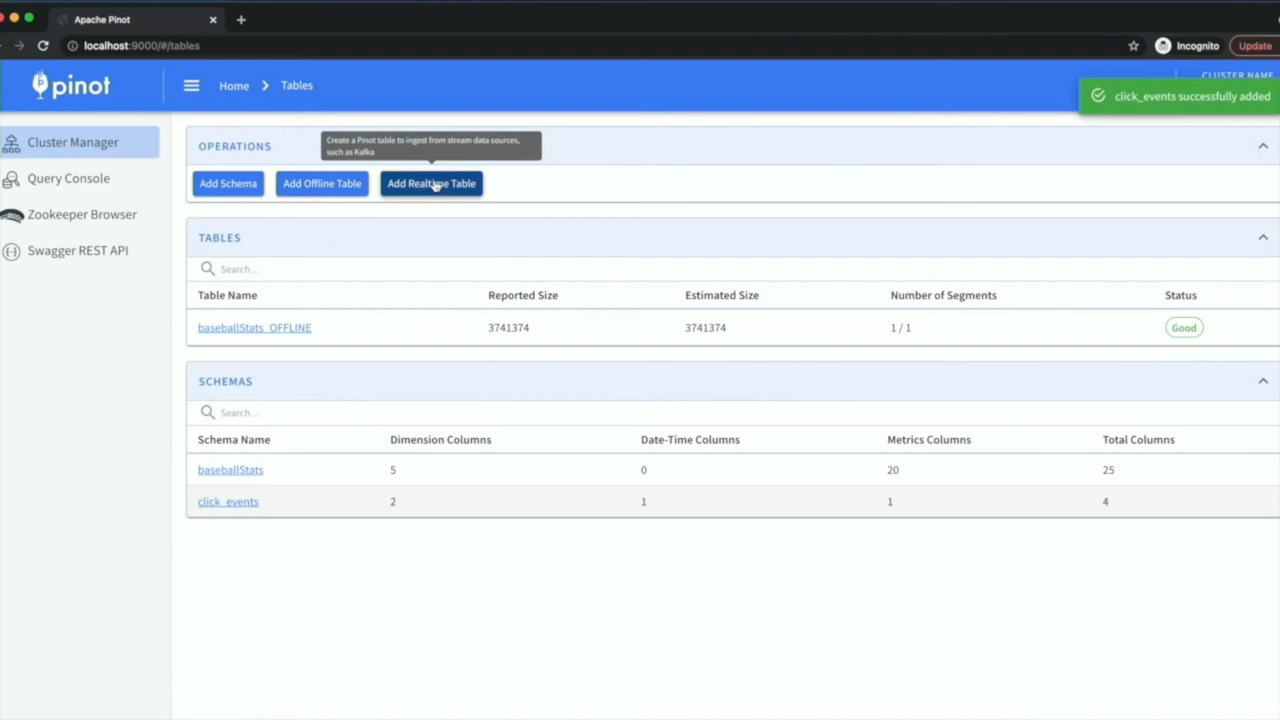 Apache Pinot
localhost:9000/#/tables
Incognito
Update
pinot
Home
Tables
CLUSTER NAME
click_events successfully added
Cluster Manager
Query Console
Zookeeper Browser
Swagger REST API
OPERATIONS
Create a Pinot table to ingest from stream data sources,
such as Kafka
Add Schema
Add Offline Table
Add Realtime Table
TABLES
Search...
Table Name Reported Size Estimated Size Number of Segments Status
baseballStats_OFFLINE 3741374 3741374 1 / 1 Good
SCHEMAS
Search...
Schema Name Dimension Columns Date-Time Columns Metrics Columns Total Columns
baseballStats 5 0 20 25
click_events 2 1 1 4